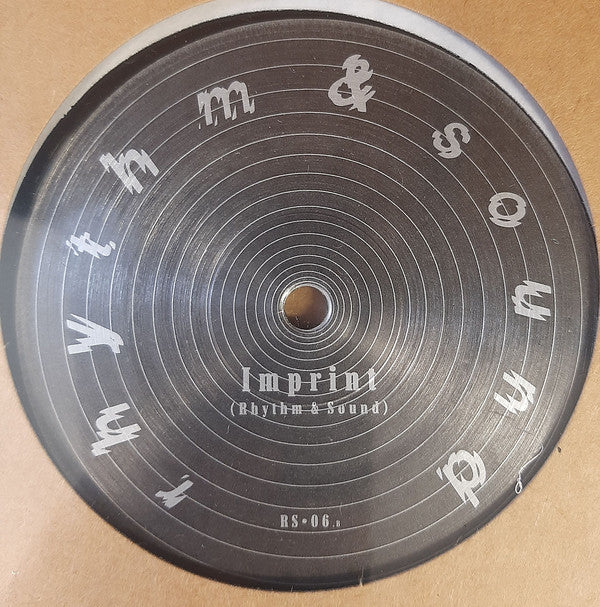 rhythm & sound
Imprint
(Rhythm & Sound)
RS•06.B